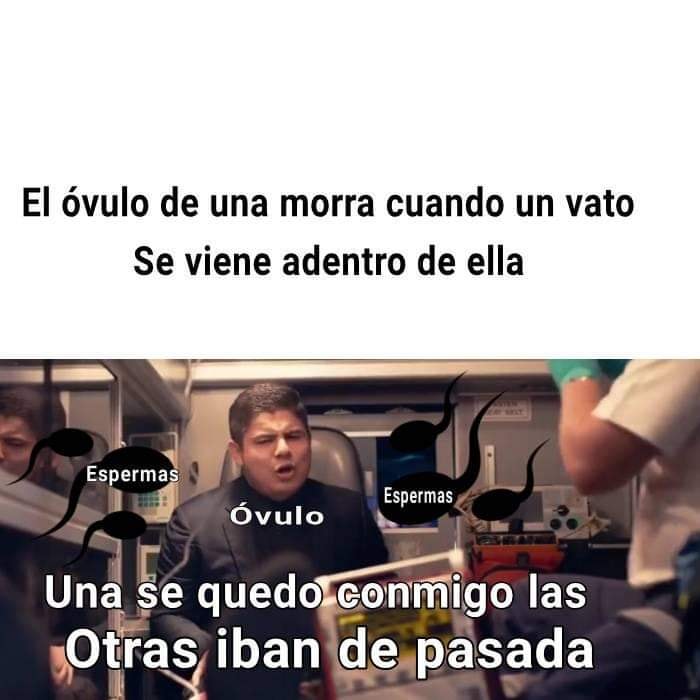 El óvulo de una morra cuando un vato
Se viene adentro de ella
Espermas
Espermas
Óvulo
Una se quedo conmigo las
Otras iban de pasada